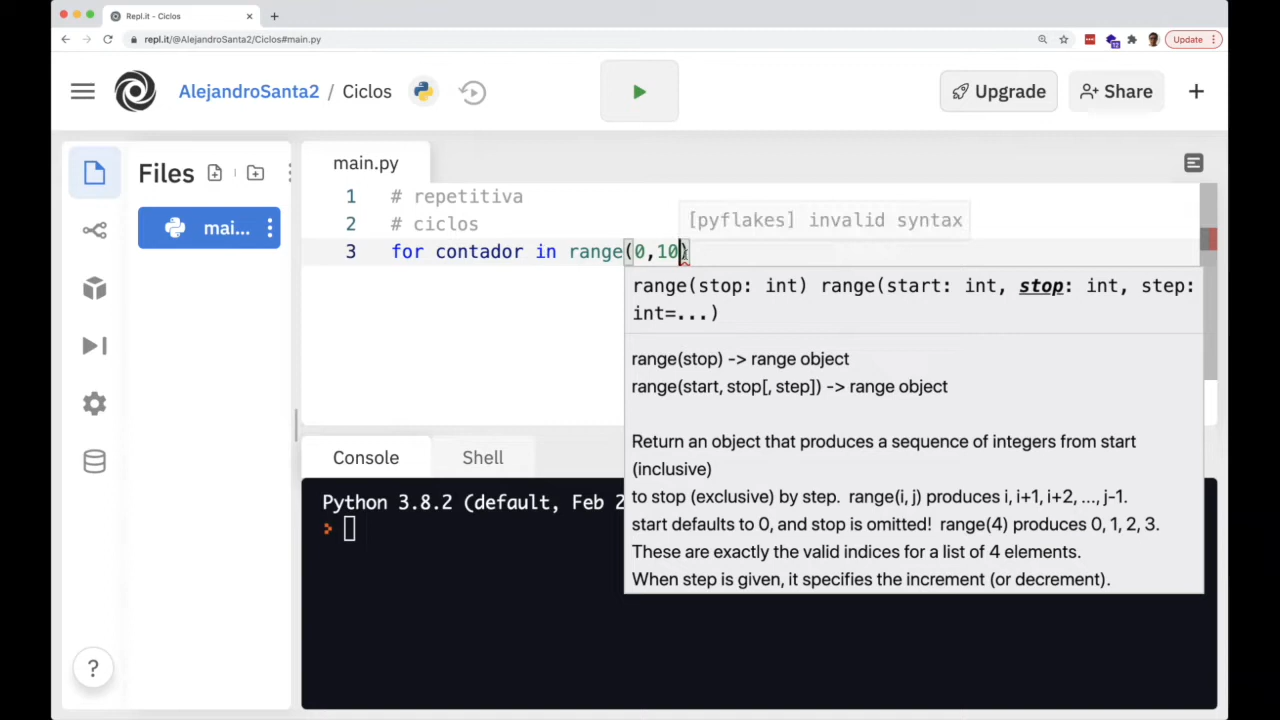 Repl.it - Ciclos
repl.it/@AlejandroSanta2/Ciclos#main.py
12
Update
AlejandroSanta2 / Ciclos
Upgrade
Share
Files
mai...
main.py
1 # repetitiva
2 # ciclos
3 for contador in range(0,10)
[pyflakes] invalid syntax
range(stop: int) range(start: int, stop: int, step:
int=...)
range(stop) -> range object
range(start, stop[, step]) -> range object
Return an object that produces a sequence of integers from start
(inclusive)
to stop (exclusive) by step. range(i, j) produces i, i+1, i+2, ..., j-1.
start defaults to 0, and stop is omitted! range(4) produces 0, 1, 2, 3.
These are exactly the valid indices for a list of 4 elements.
When step is given, it specifies the increment (or decrement).
Console
Shell
Python 3.8.2 (default, Feb 2
>
?